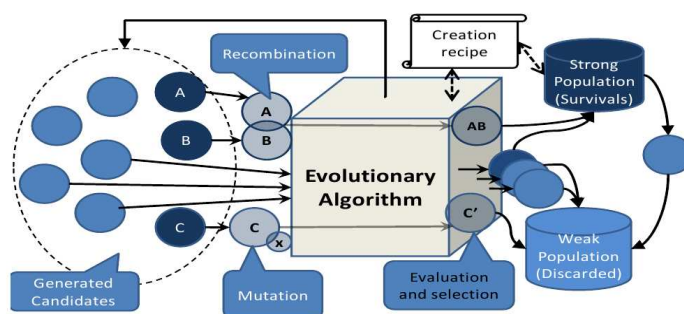 Recombination
Creation
recipe
Strong
Population
(Survivals)
A
A
B
B
AB
Evolutionary
Algorithm
C
C
x
C’
Generated
Candidates
Mutation
Evaluation
and selection
Weak
Population
(Discarded)